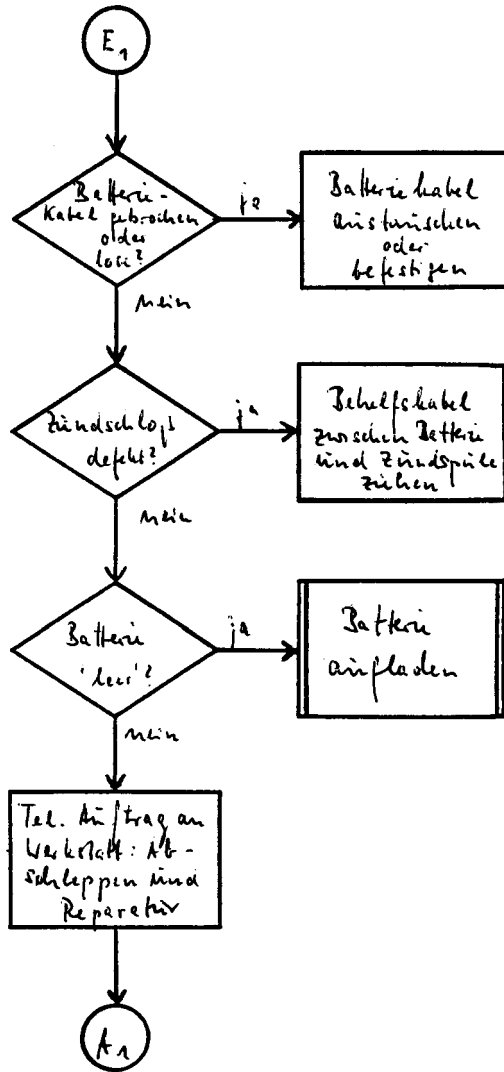 E1
Batterie-
kabel gebrochen
oder
lose?
ja
Batteriekabel
austauschen
oder
befestigen
nein
Zündschloß
defekt?
ja
Behelfskabel
zwischen Batterie
und Zündspule
ziehen
nein
Batterie
'leer'?
ja
Batterie
aufladen
nein
Tel. Auftrag an
Werkstatt: Ab-
schleppen und
Reparatur
A1